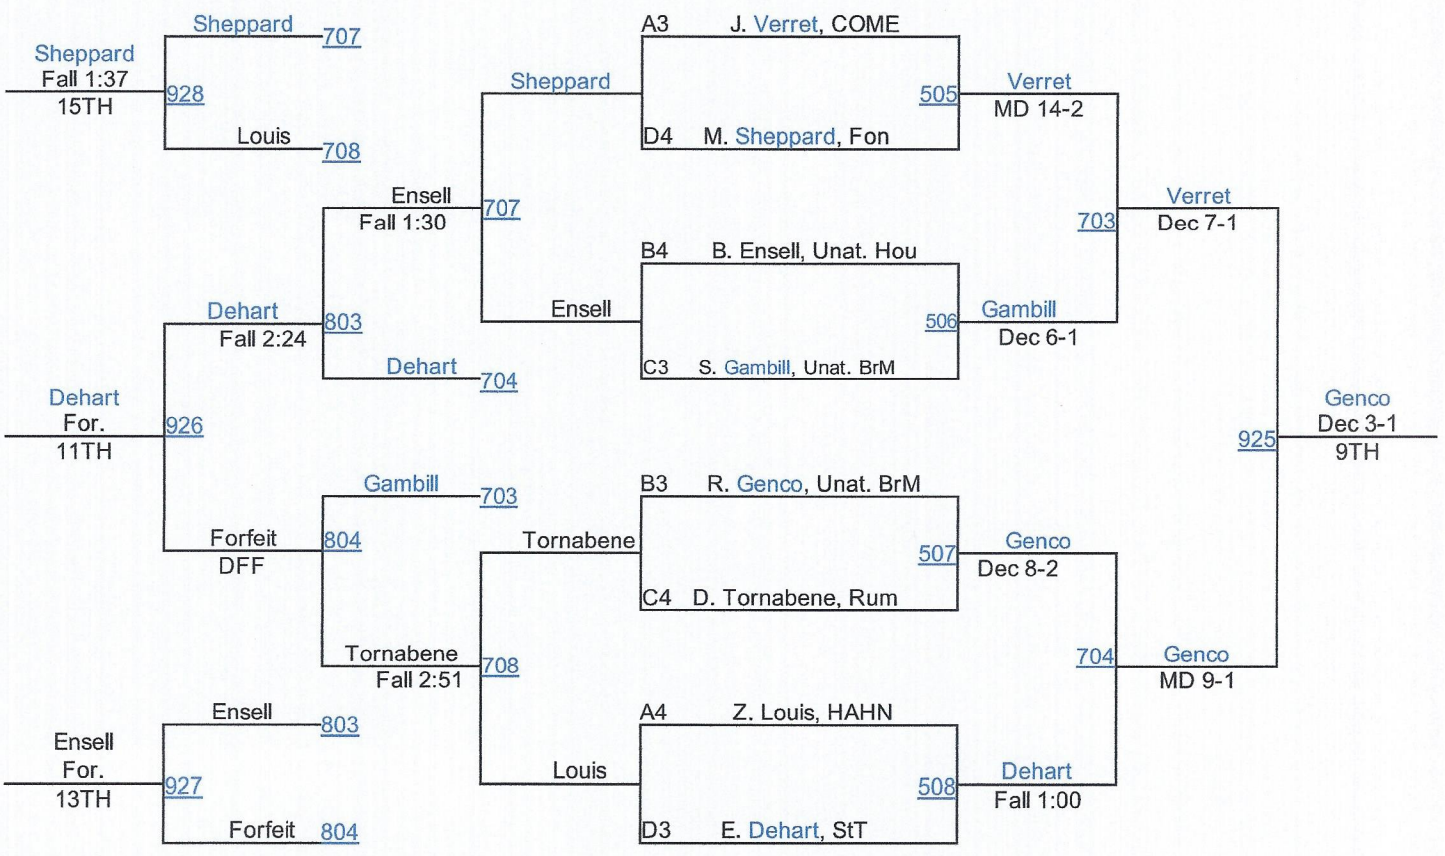 Sheppard
Fall 1:37
15TH
928
Sheppard
707
Louis
708
Dehart
For.
11TH
926
Dehart
Fall 2:24
803
Forfeit
DFF
804
Ensell
For.
13TH
927
Ensell
803
Forfeit
804
Ensell
Fall 1:30
707
Dehart
704
Gambill
703
Tornabene
Fall 2:51
708
Sheppard
Ensell
Tornabene
Louis
A3 J. Verret, COME
505
D4 M. Sheppard, Fon
B4 B. Ensell, Unat. Hou
506
C3 S. Gambill, Unat. BrM
B3 R. Genco, Unat. BrM
507
C4 D. Tornabene, Rum
A4 Z. Louis, HAHN
508
D3 E. Dehart, StT
Verret
MD 14-2
703
Gambill
Dec 6-1
Genco
Dec 8-2
704
Dehart
Fall 1:00
Verret
Dec 7-1
925
Genco
MD 9-1
Genco
Dec 3-1
9TH